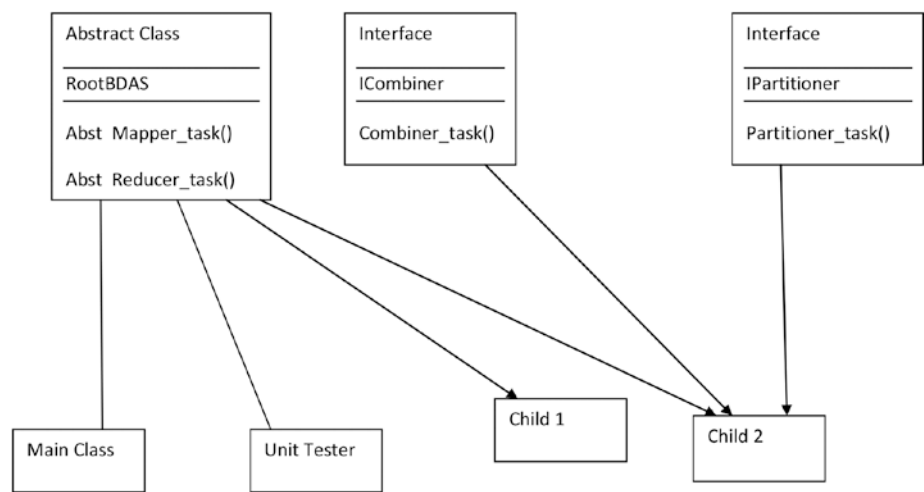 Abstract Class
RootBDAS
Abst Mapper_task()
Abst Reducer_task()
Interface
ICombiner
Combiner_task()
Interface
IPartitioner
Partitioner_task()
Main Class
Unit Tester
Child 1
Child 2